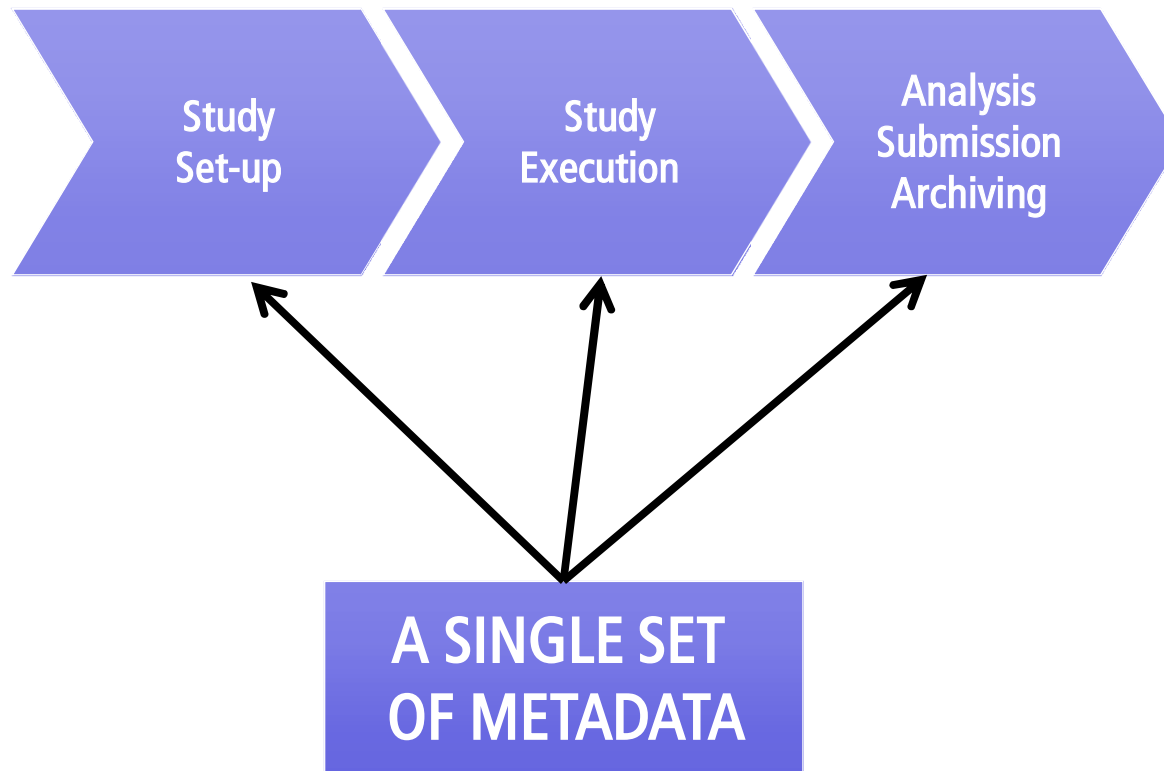 Study
Set-up
Study
Execution
Analysis
Submission
Archiving
A SINGLE SET
OF METADATA